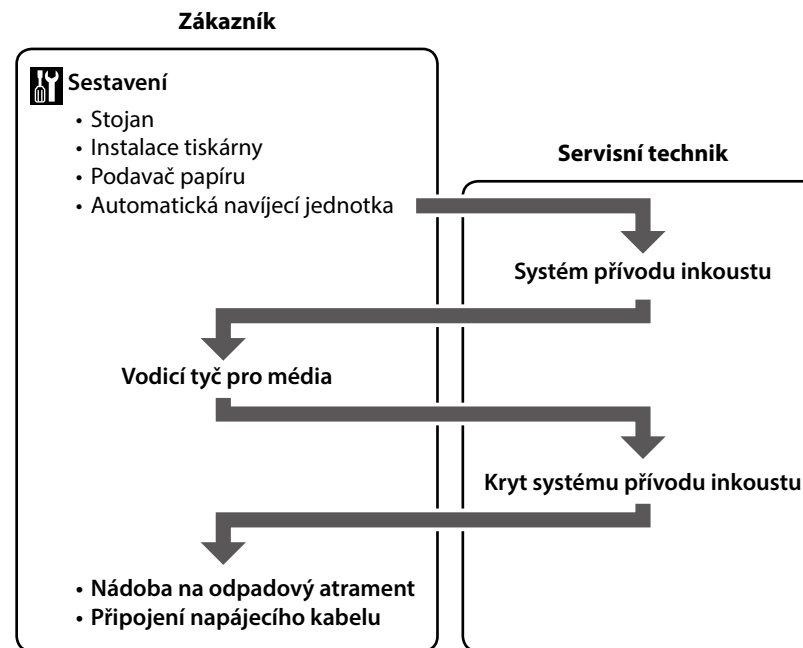 Zákazník
Sestavení
• Stojan
• Instalace tiskárny
• Podavač papíru
• Automatická navíjecí jednotka
Servisní technik
Systém přívodu inkoustu
Vodicí tyč pro média
Kryt systému přívodu inkoustu
• Nádoba na odpadový atrament
• Připojení napájecího kabelu